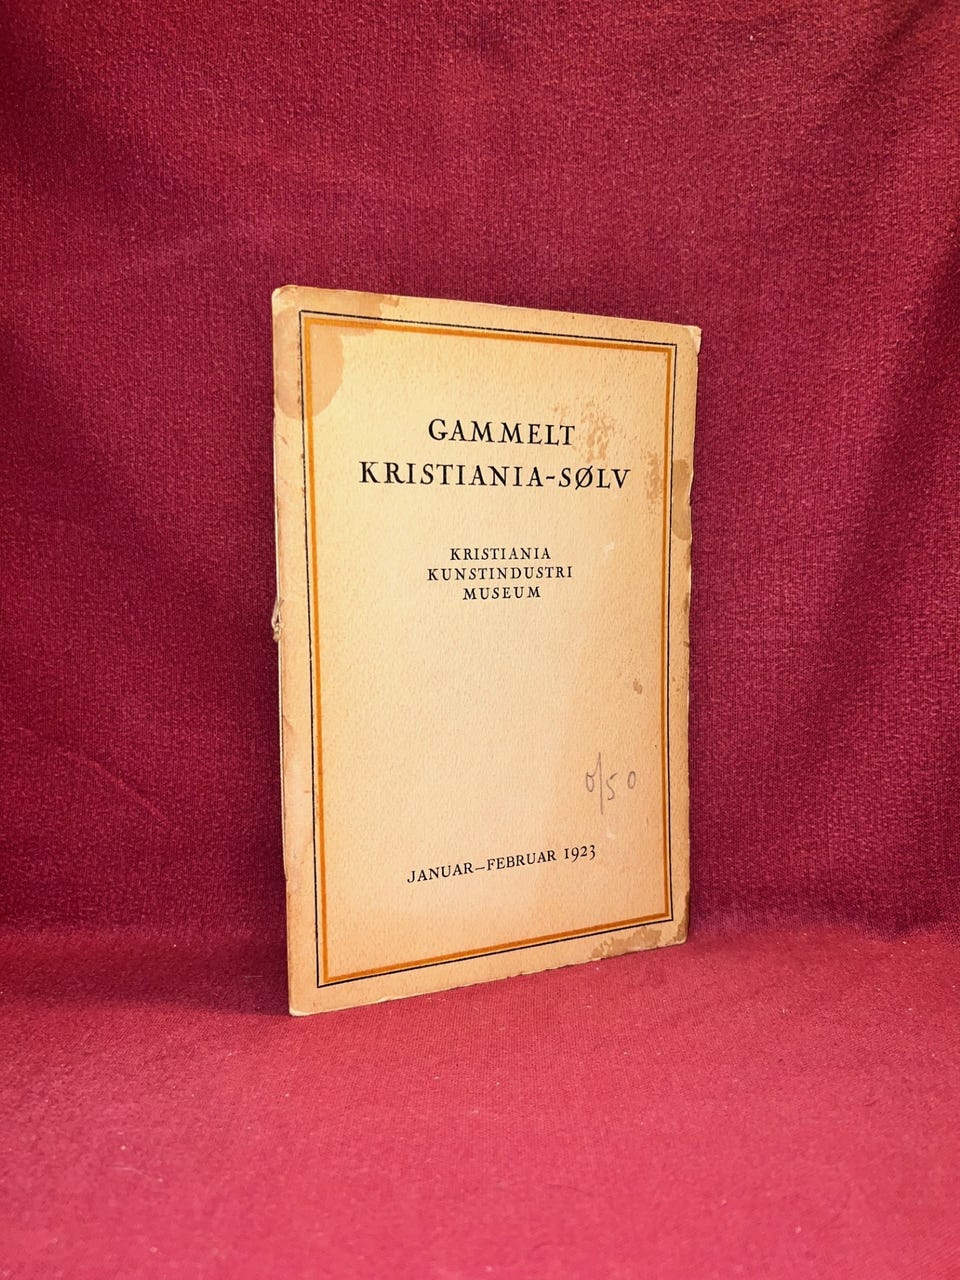 GAMMELT
KRISTIANIA-SØLV
KRISTIANIA
KUNSTINDUSTRI
MUSEUM
0/50
JANUAR–FEBRUAR 1923